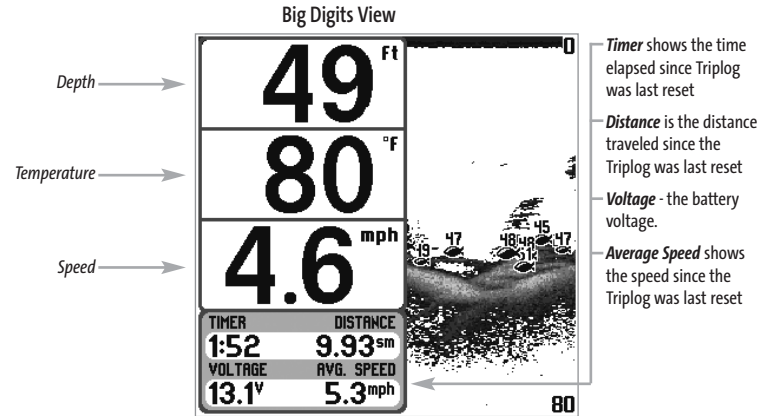 Big Digits View
Depth
49 Ft
Temperature
80 °F
Speed
4.6 mph
TIMER DISTANCE
1:52 9.93sm
VOLTAGE AVG. SPEED
13.1V 5.3mph
0
49
47
48
48
51
45
47
80
Timer shows the time
elapsed since Triplog
was last reset
Distance is the distance
traveled since the
Triplog was last reset
Voltage - the battery
voltage.
Average Speed shows
the speed since the
Triplog was last reset